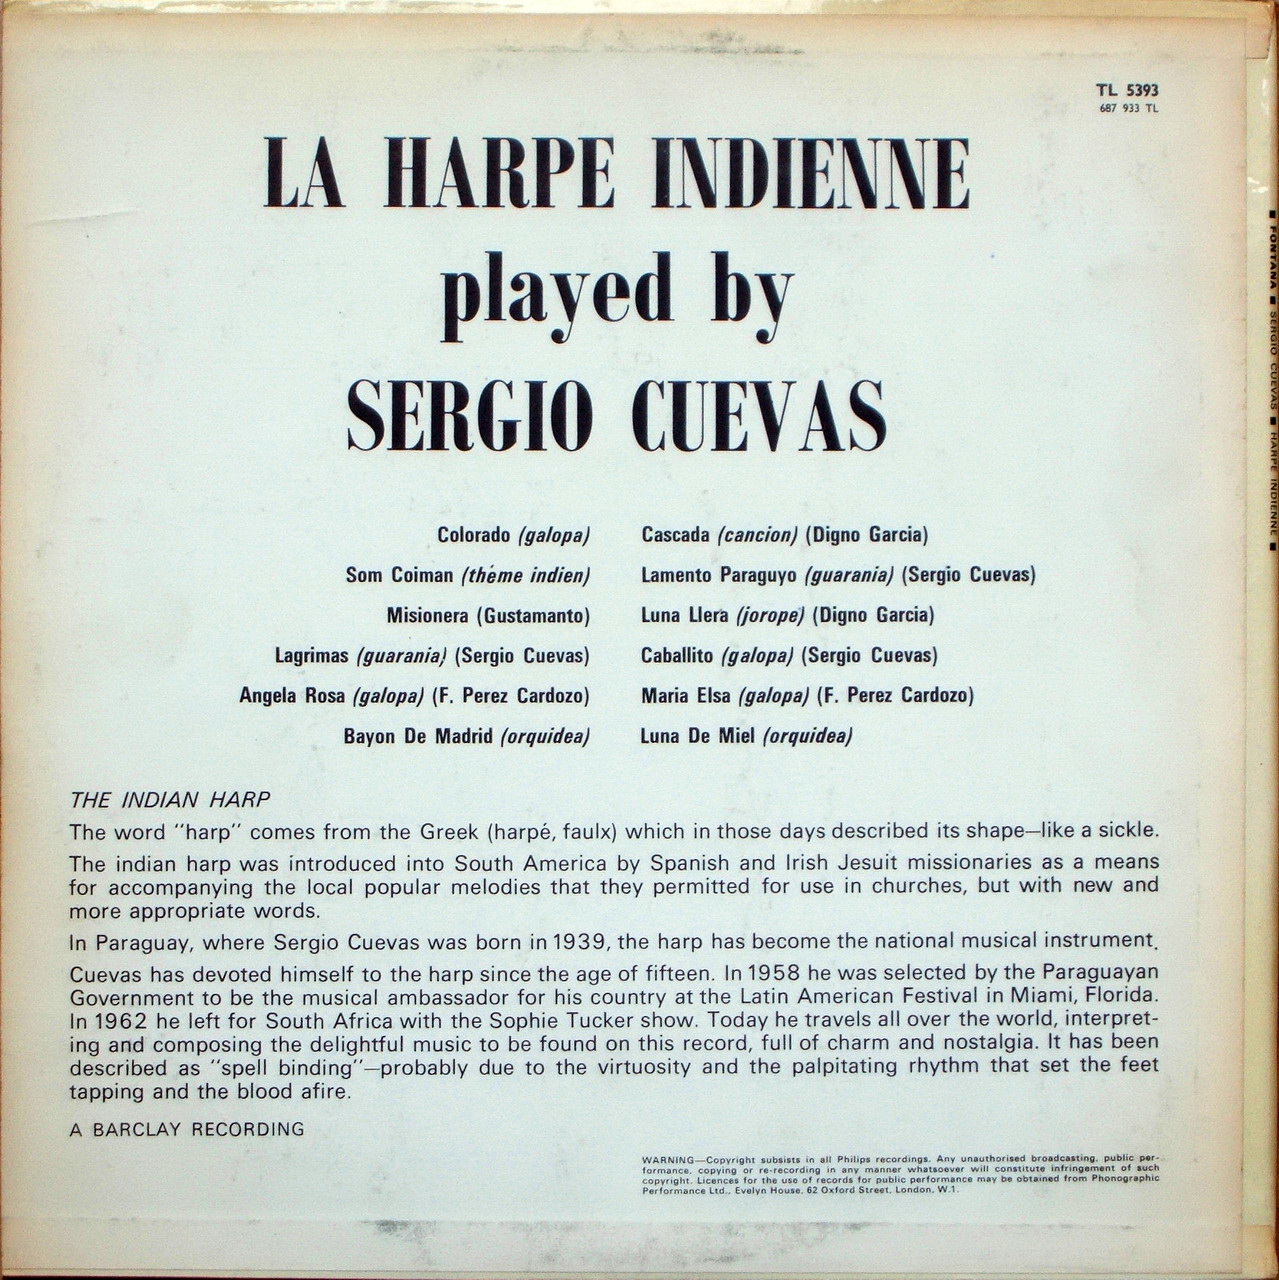 TL 5393
687 933 TL
LA HARPE INDIENNE
played by
SERGIO CUEVAS
Colorado (galopa)
Som Coiman (théme indien)
Misionera (Gustamanto)
Lagrimas (guarania) (Sergio Cuevas)
Angela Rosa (galopa) (F. Perez Cardozo)
Bayon De Madrid (orquidea)
Cascada (cancion) (Digno Garcia)
Lamento Paraguyo (guarania) (Sergio Cuevas)
Luna Llera (jorope) (Digno Garcia)
Caballito (galopa) (Sergio Cuevas)
Maria Elsa (galopa) (F. Perez Cardozo)
Luna De Miel (orquidea)
THE INDIAN HARP
The word "harp" comes from the Greek (harpé, faulx) which in those days described its shape—like a sickle.
The indian harp was introduced into South America by Spanish and Irish Jesuit missionaries as a means
for accompanying the local popular melodies that they permitted for use in churches, but with new and
more appropriate words.
In Paraguay, where Sergio Cuevas was born in 1939, the harp has become the national musical instrument.
Cuevas has devoted himself to the harp since the age of fifteen. In 1958 he was selected by the Paraguayan
Government to be the musical ambassador for his country at the Latin American Festival in Miami, Florida.
In 1962 he left for South Africa with the Sophie Tucker show. Today he travels all over the world, interpret-
ing and composing the delightful music to be found on this record, full of charm and nostalgia. It has been
described as "spell binding"—probably due to the virtuosity and the palpitating rhythm that set the feet
tapping and the blood afire.
A BARCLAY RECORDING
WARNING—Copyright subsists in all Philips recordings. Any unauthorised broadcasting, public per-
formance, copying or re-recording in any manner whatsoever will constitute infringement of such
copyright. Licences for the use of records for public performance may be obtained from Phonographic
Performance Ltd., Evelyn House, 62 Oxford Street, London, W.1.
■ FONTANA ■ SERGIO CUEVAS ■ HARPE INDIENNE ■